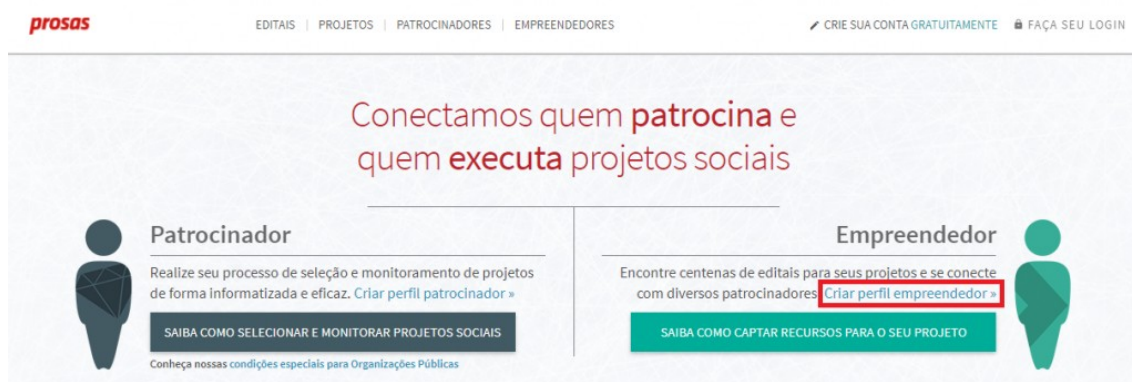 prosas
EDITAIS | PROJETOS | PATROCINADORES | EMPREENDEDORES
CRIE SUA CONTA GRATUITAMENTE
FAÇA SEU LOGIN
Conectamos quem patrocina e
quem executa projetos sociais
Patrocinador
Realize seu processo de seleção e monitoramento de projetos
de forma informatizada e eficaz. Criar perfil patrocinador »
SAIBA COMO SELECIONAR E MONITORAR PROJETOS SOCIAIS
Conheça nossas condições especiais para Organizações Públicas
Empreendedor
Encontre centenas de editais para seus projetos e se conecte
com diversos patrocinadores Criar perfil empreendedor »
SAIBA COMO CAPTAR RECURSOS PARA O SEU PROJETO